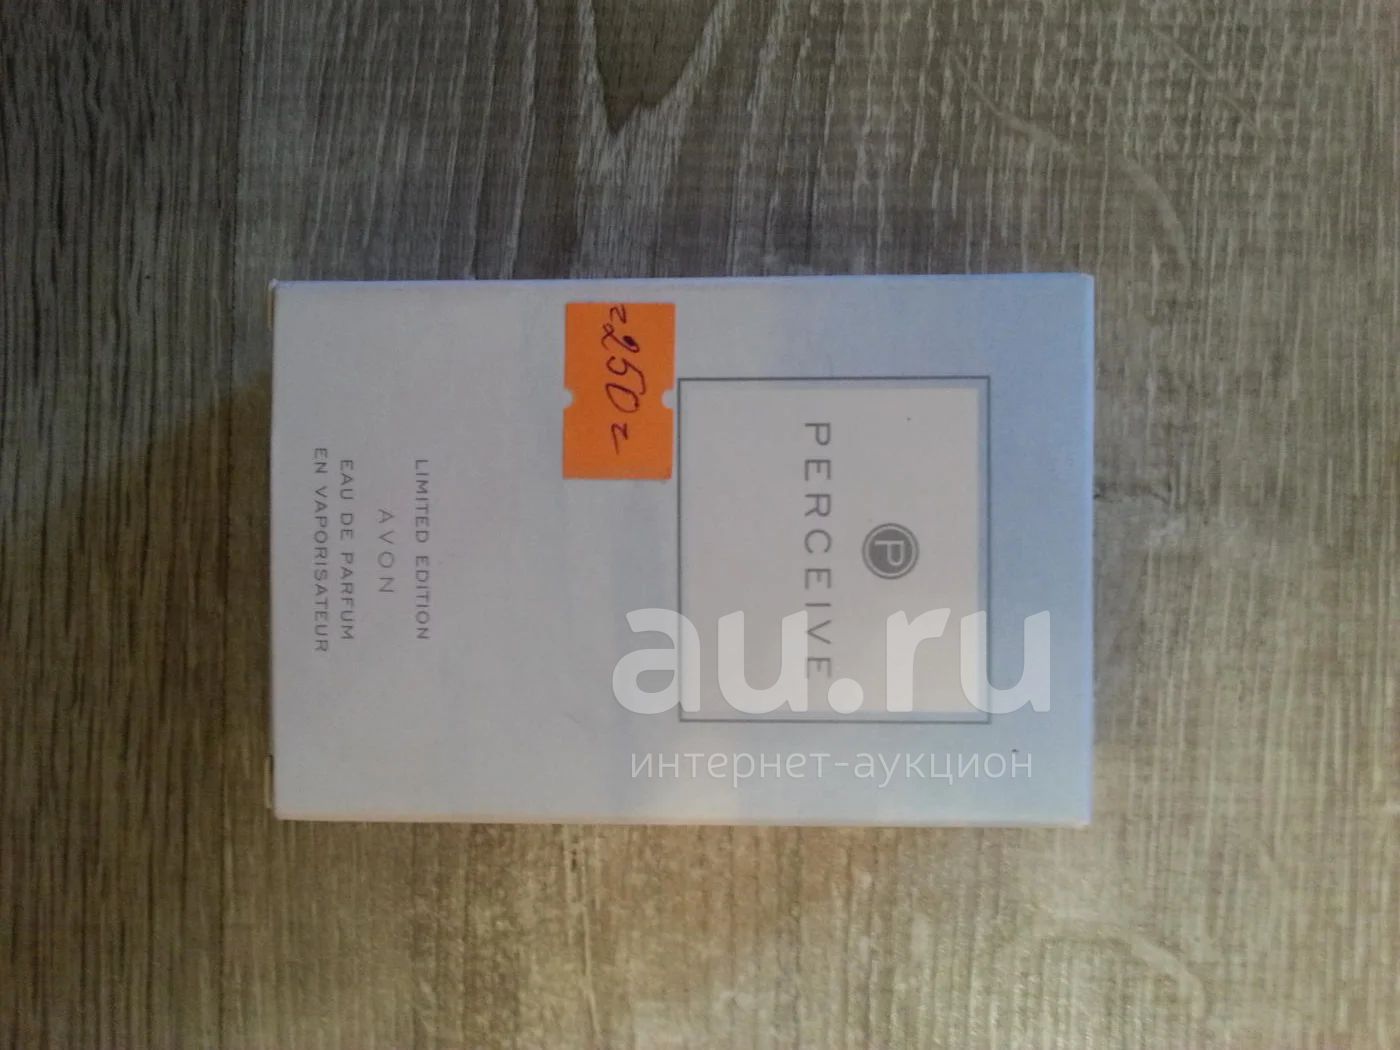 P
PERCEIVE
=250=
LIMITED EDITION
AVON
EAU DE PARFUM
EN VAPORISATEUR
au.ru
интернет-аукцион